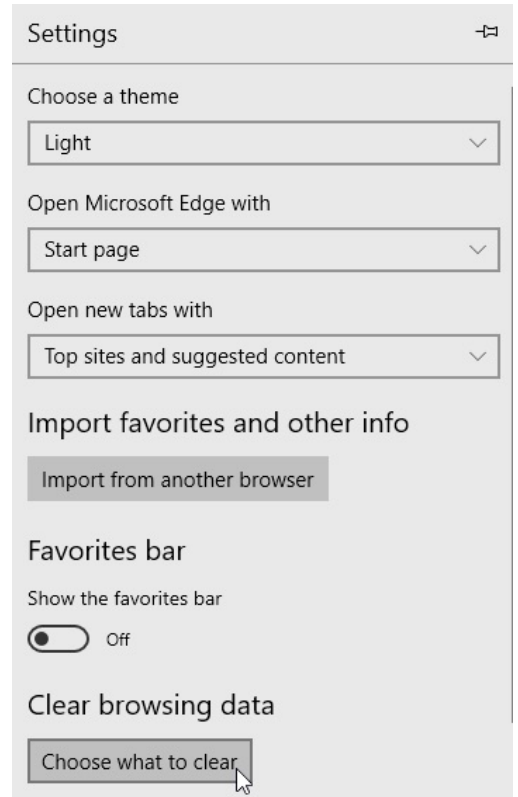 Settings
Choose a theme
Light
Open Microsoft Edge with
Start page
Open new tabs with
Top sites and suggested content
Import favorites and other info
Import from another browser
Favorites bar
Show the favorites bar
Off
Clear browsing data
Choose what to clear